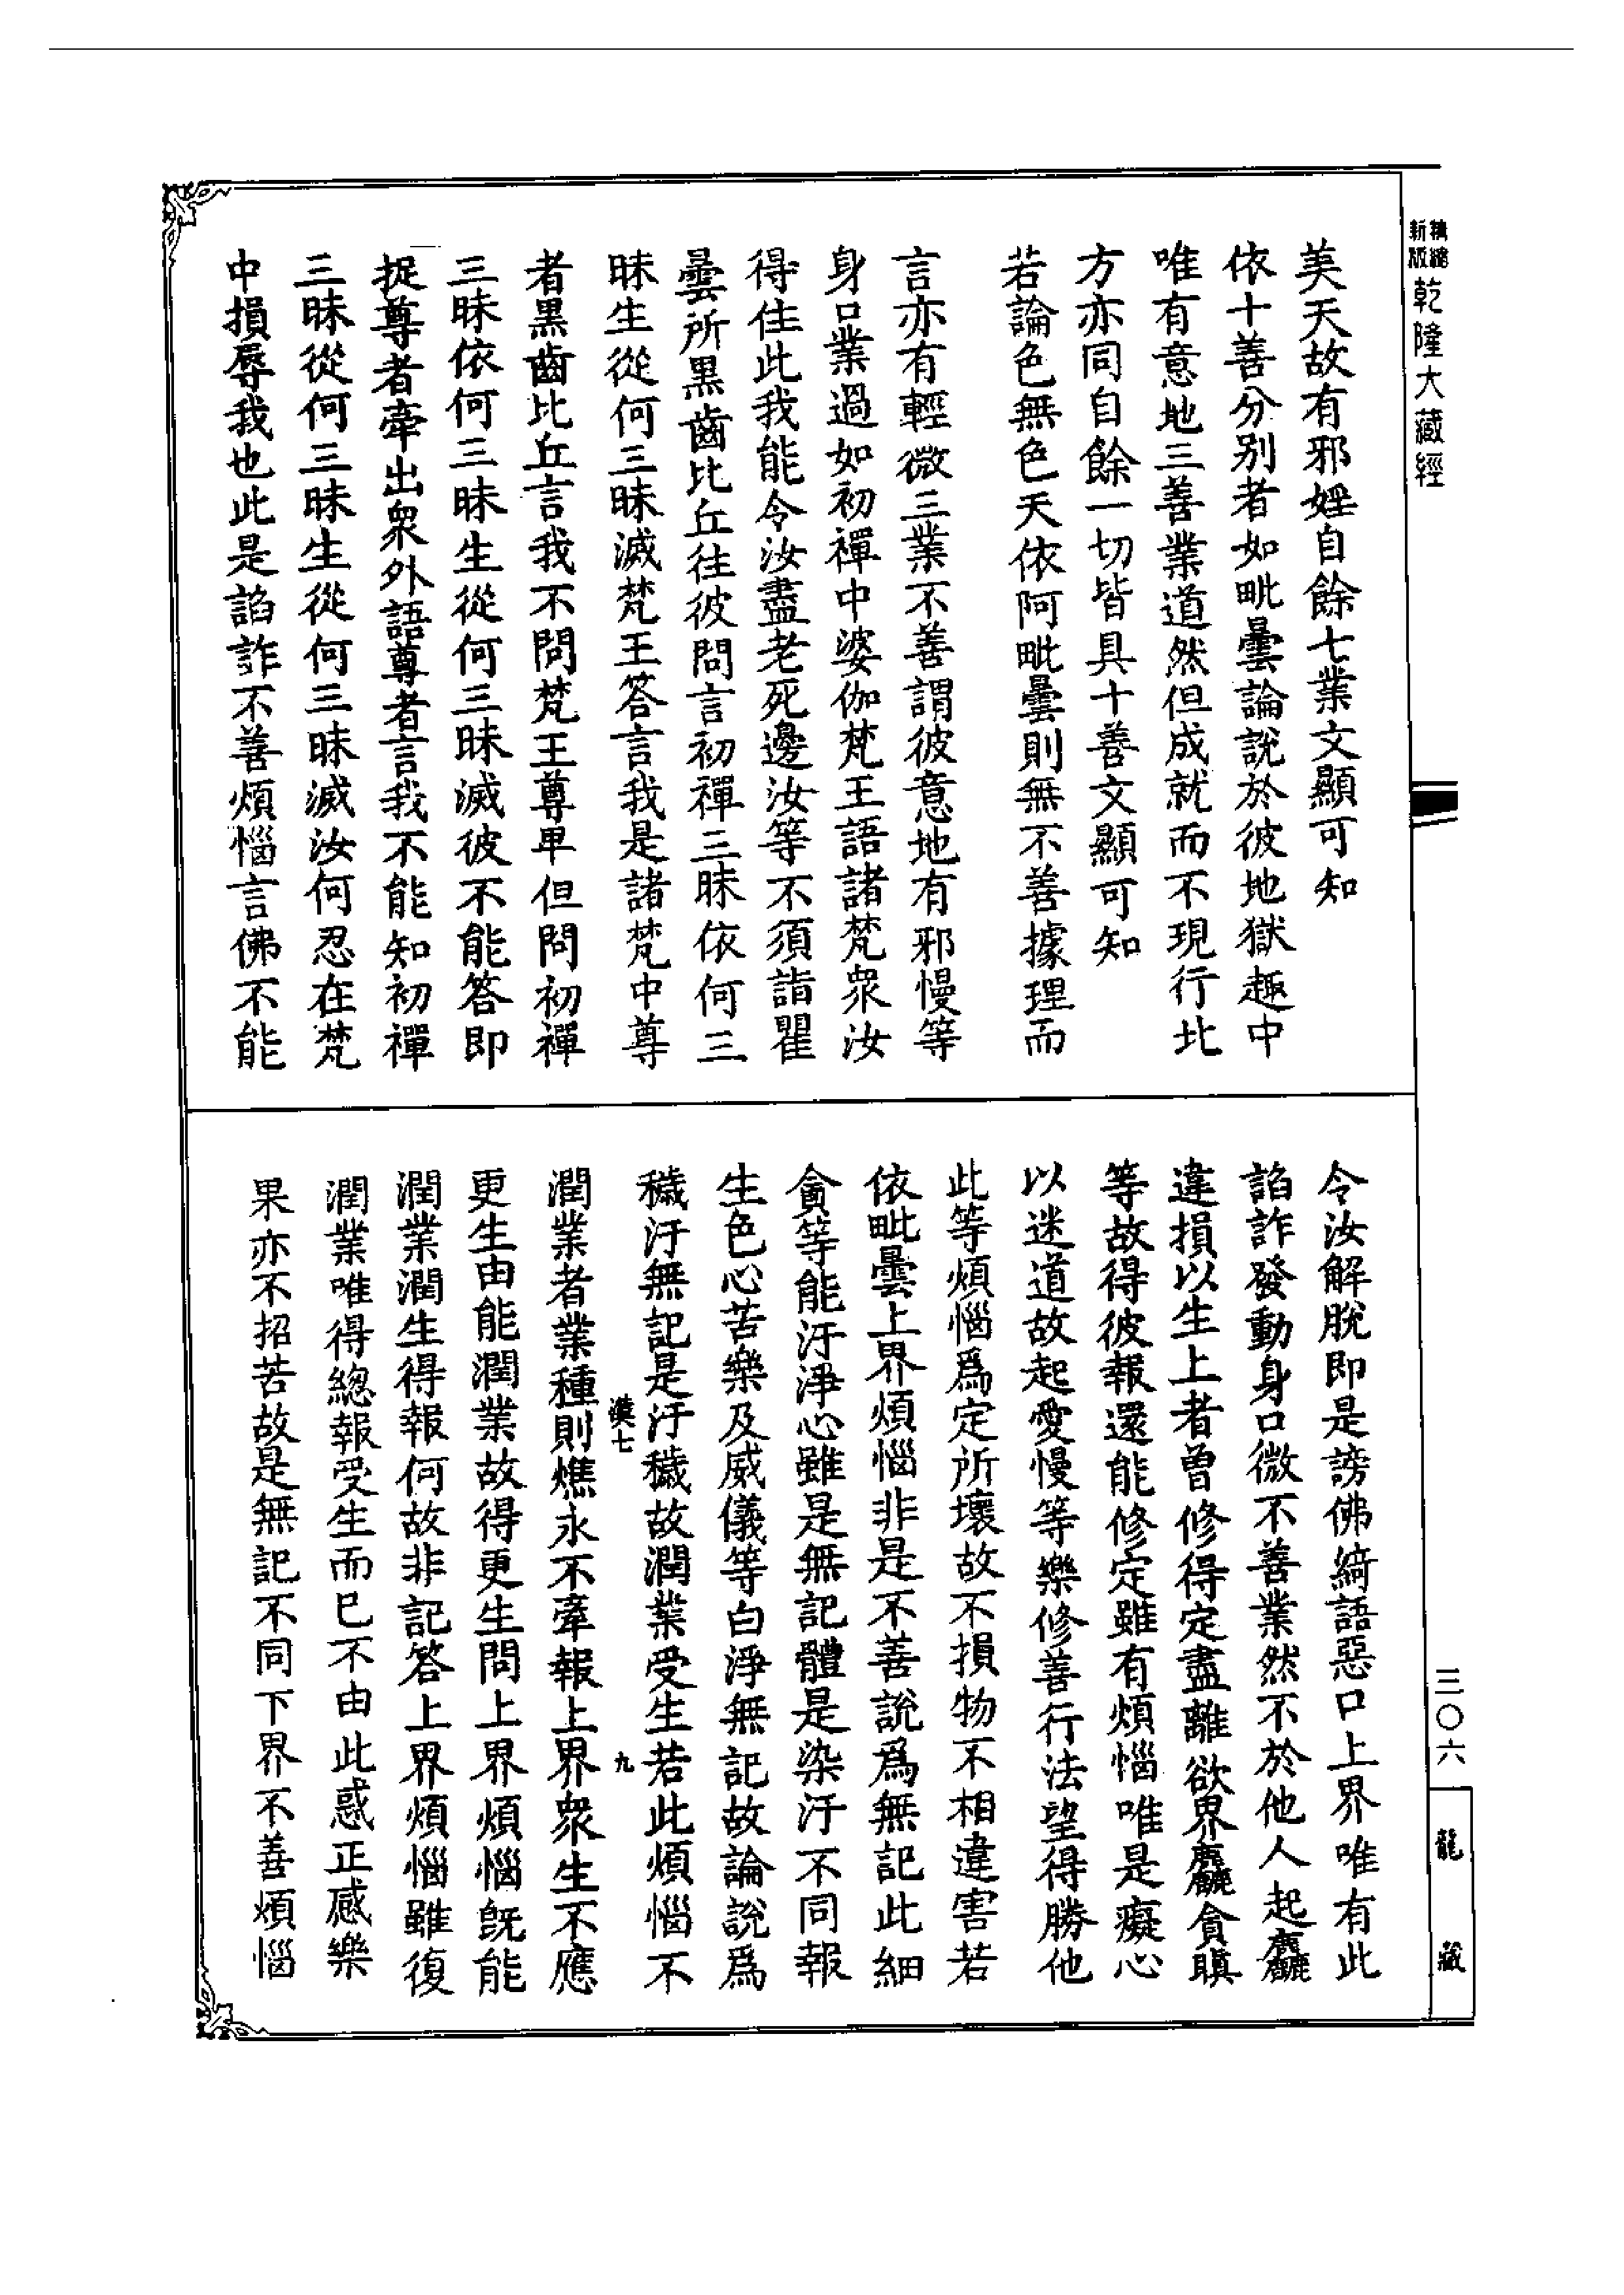 精縮新版乾隆大藏經
三〇六
龍藏
美天故有邪婬自餘七業文顯可知
依十善分别者如毗曇論説於彼地獄趣中
唯有意地三善業道然但成就而不現行北
方亦同自餘一切皆具十善文顯可知
若論色無色天依阿毗曇則無不善據理而
言亦有輕微三業不善謂彼意地有邪慢等
身口業過如初禪中婆伽梵王語諸梵衆汝
得住此我能令汝盡老死邊汝等不須詣瞿
曇所黑齒比丘往彼問言初禪三昧依何三
昧生從何三昧滅梵王答言我是諸梵中尊
者黑齒比丘言我不問梵王尊卑但問初禪
三昧依何三昧生從何三昧滅彼不能答即
捉尊者牽出衆外語尊者言我不能知初禪
三昧從何三昧生從何三昧滅汝何忍在梵
中損辱我也此是諂詐不善煩惱言佛不能
令汝解脫即是謗佛綺語惡口上界唯有此
諂詐發動身口微不善業然不於他人起麤
違損以生上者曾修得定盡離欲界麤貪瞋
等故得彼報還能修定雖有煩惱唯是癡心
以迷道故起愛慢等樂修善行法望得勝他
此等煩惱爲定所壞故不損物不相違害若
依毗曇上界煩惱非是不善説爲無記此細
貪等能汙淨心雖是無記體是染汙不同報
生色心苦樂及威儀等白淨無記故論説爲
穢汙無記是汙穢故潤業受生若此煩惱不
漢七 九
潤業者業種則燋永不牽報上界衆生不應
更生由能潤業故得更生問上界煩惱旣能
潤業潤生得報何故非記答上界煩惱雖復
潤業唯得總報受生而已不由此惑正感樂
果亦不招苦故是無記不同下界不善煩惱